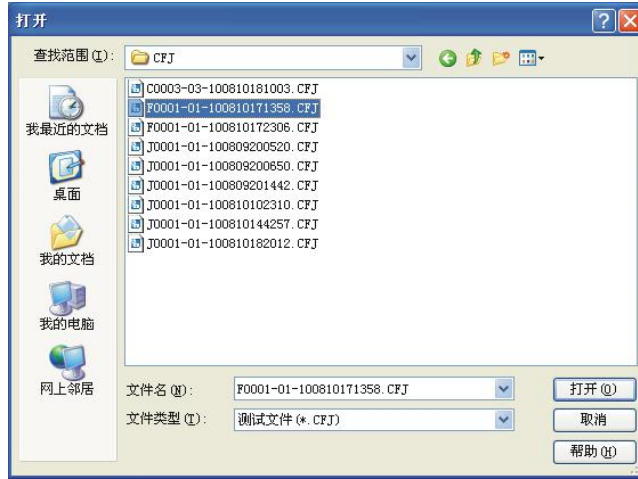 打开
查找范围(I):
CFJ
C0003-03-100810181003.CFJ
F0001-01-100810171358.CFJ
F0001-01-100810172306.CFJ
J0001-01-100809200520.CFJ
J0001-01-100809200650.CFJ
J0001-01-100809201442.CFJ
J0001-01-100810102310.CFJ
J0001-01-100810144257.CFJ
J0001-01-100810182012.CFJ
我最近的文档
桌面
我的文档
我的电脑
网上邻居
文件名(N):
F0001-01-100810171358.CFJ
打开(O)
文件类型(T):
测试文件(*.CFJ)
取消
帮助(H)